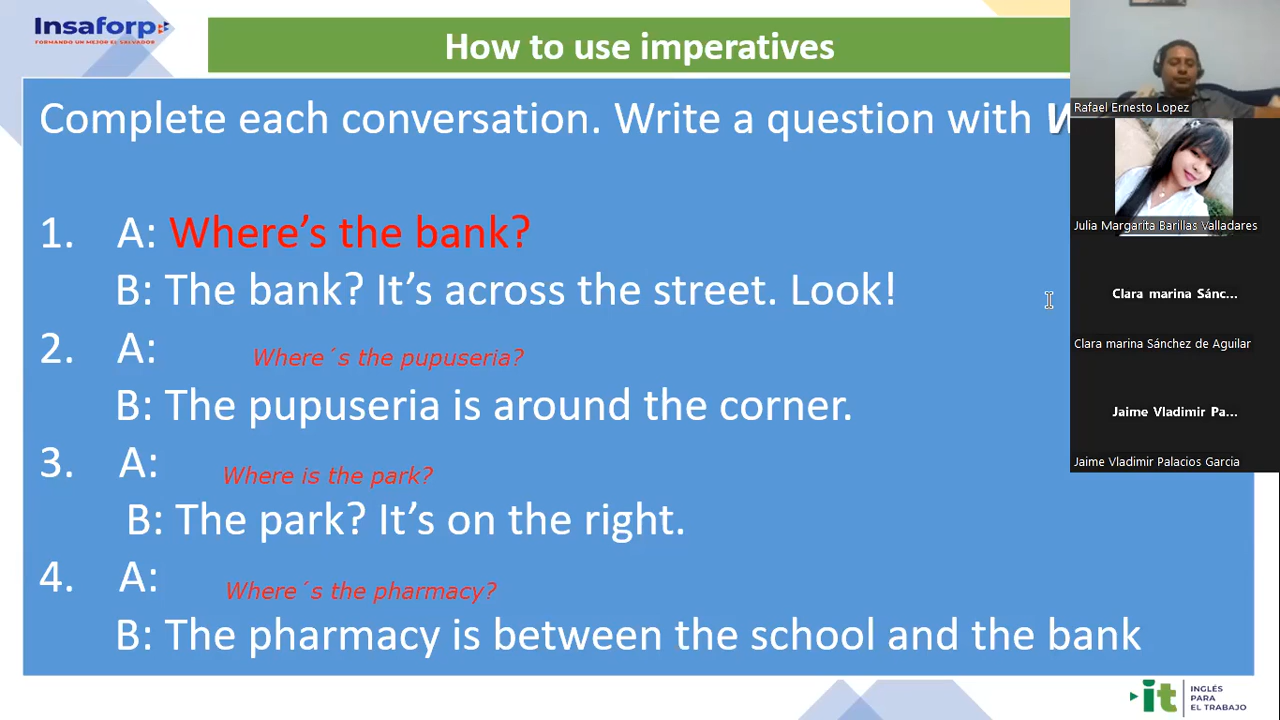 Insaforp
FORMANDO UN MEJOR EL SALVADOR
How to use imperatives
Complete each conversation. Write a question with
1. A: Where's the bank?
B: The bank? It's across the street. Look!
2. A: Where´s the pupuseria?
B: The pupuseria is around the corner.
3. A: Where is the park?
B: The park? It's on the right.
4. A: Where´s the pharmacy?
B: The pharmacy is between the school and the bank
Rafael Ernesto Lopez
Julia Margarita Barillas Valladares
Clara marina Sánc...
Clara marina Sánchez de Aguilar
Jaime Vladimir Pa...
Jaime Vladimir Palacios Garcia
it
INGLÉS
PARA
EL TRABAJO